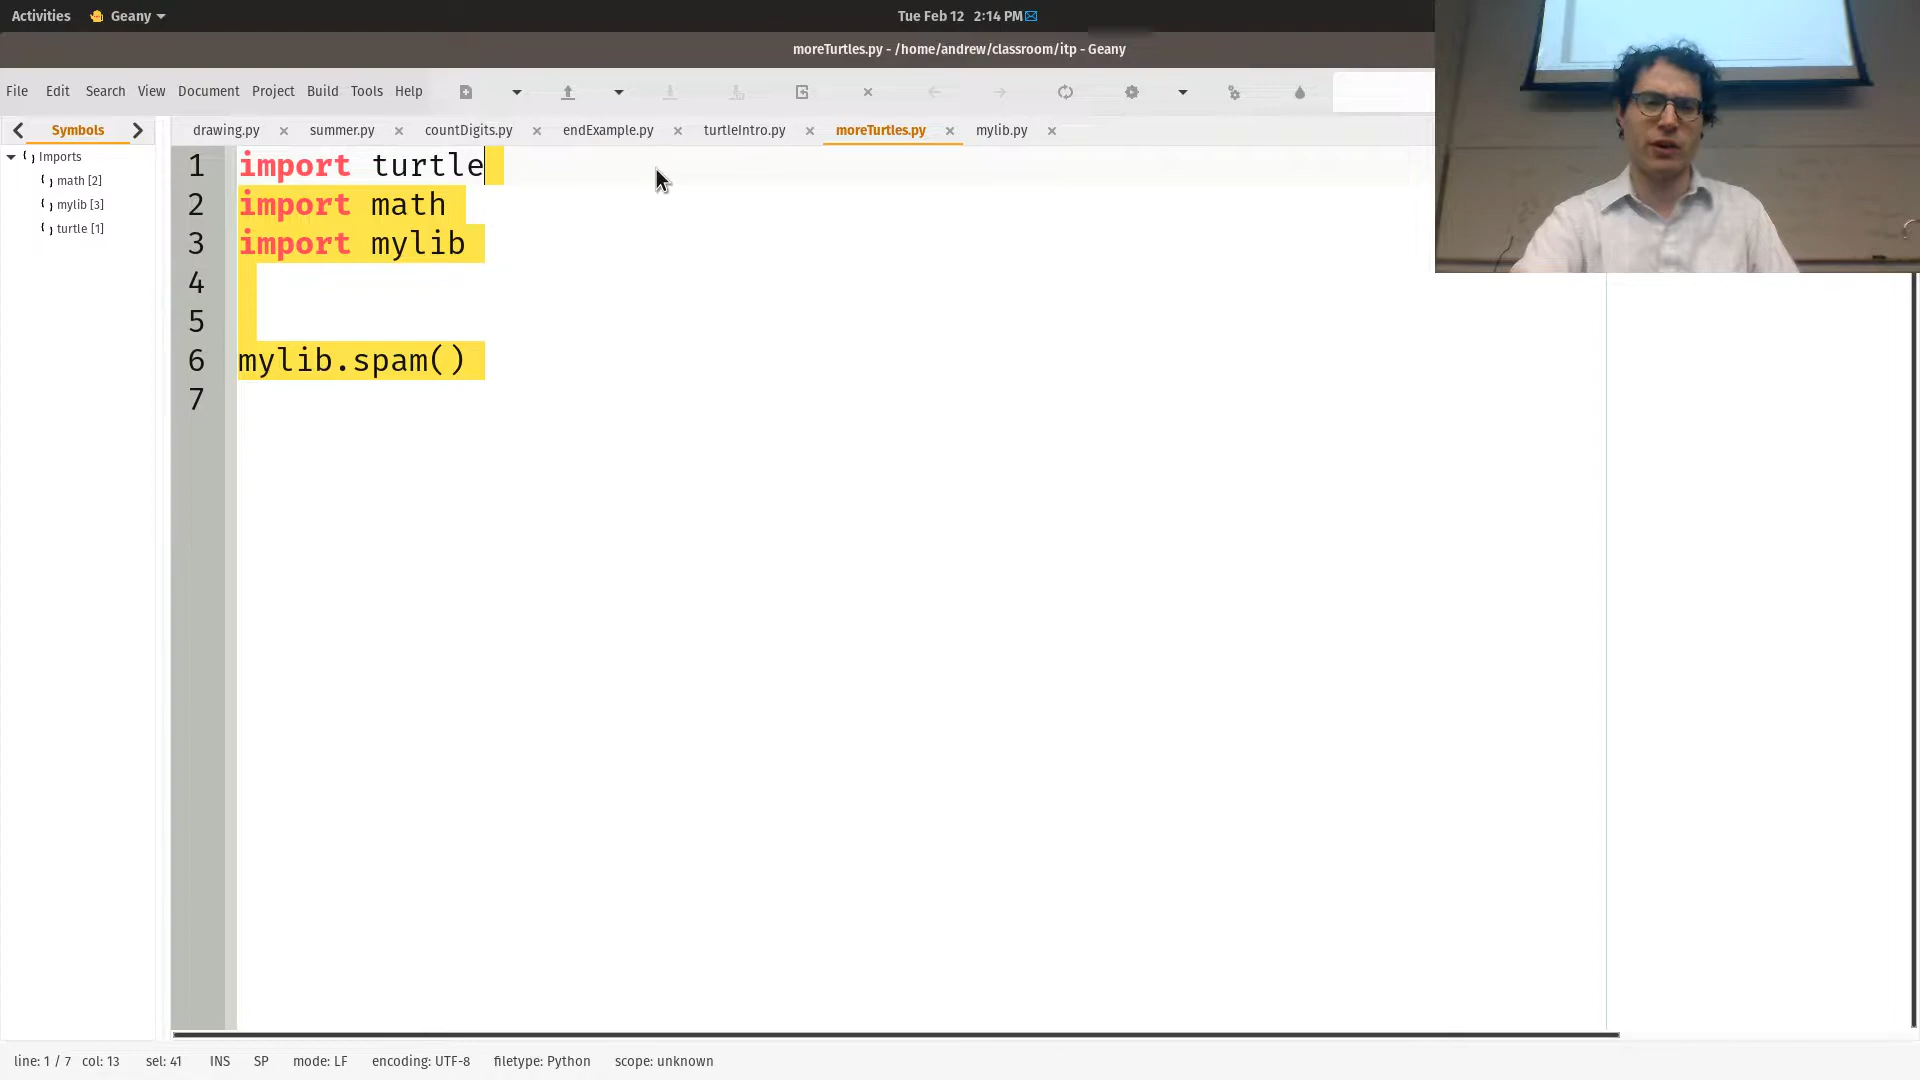 Activities Geany Tue Feb 12 2:14 PM
moreTurtles.py - /home/andrew/classroom/itp - Geany
File Edit Search View Document Project Build Tools Help
Symbols drawing.py summer.py countDigits.py endExample.py turtleIntro.py moreTurtles.py mylib.py
Imports
math [2]
mylib [3]
turtle [1]
1 import turtle
2 import math
3 import mylib
4
5
6 mylib.spam()
7
line: 1 / 7 col: 13 sel: 41 INS SP mode: LF encoding: UTF-8 filetype: Python scope: unknown